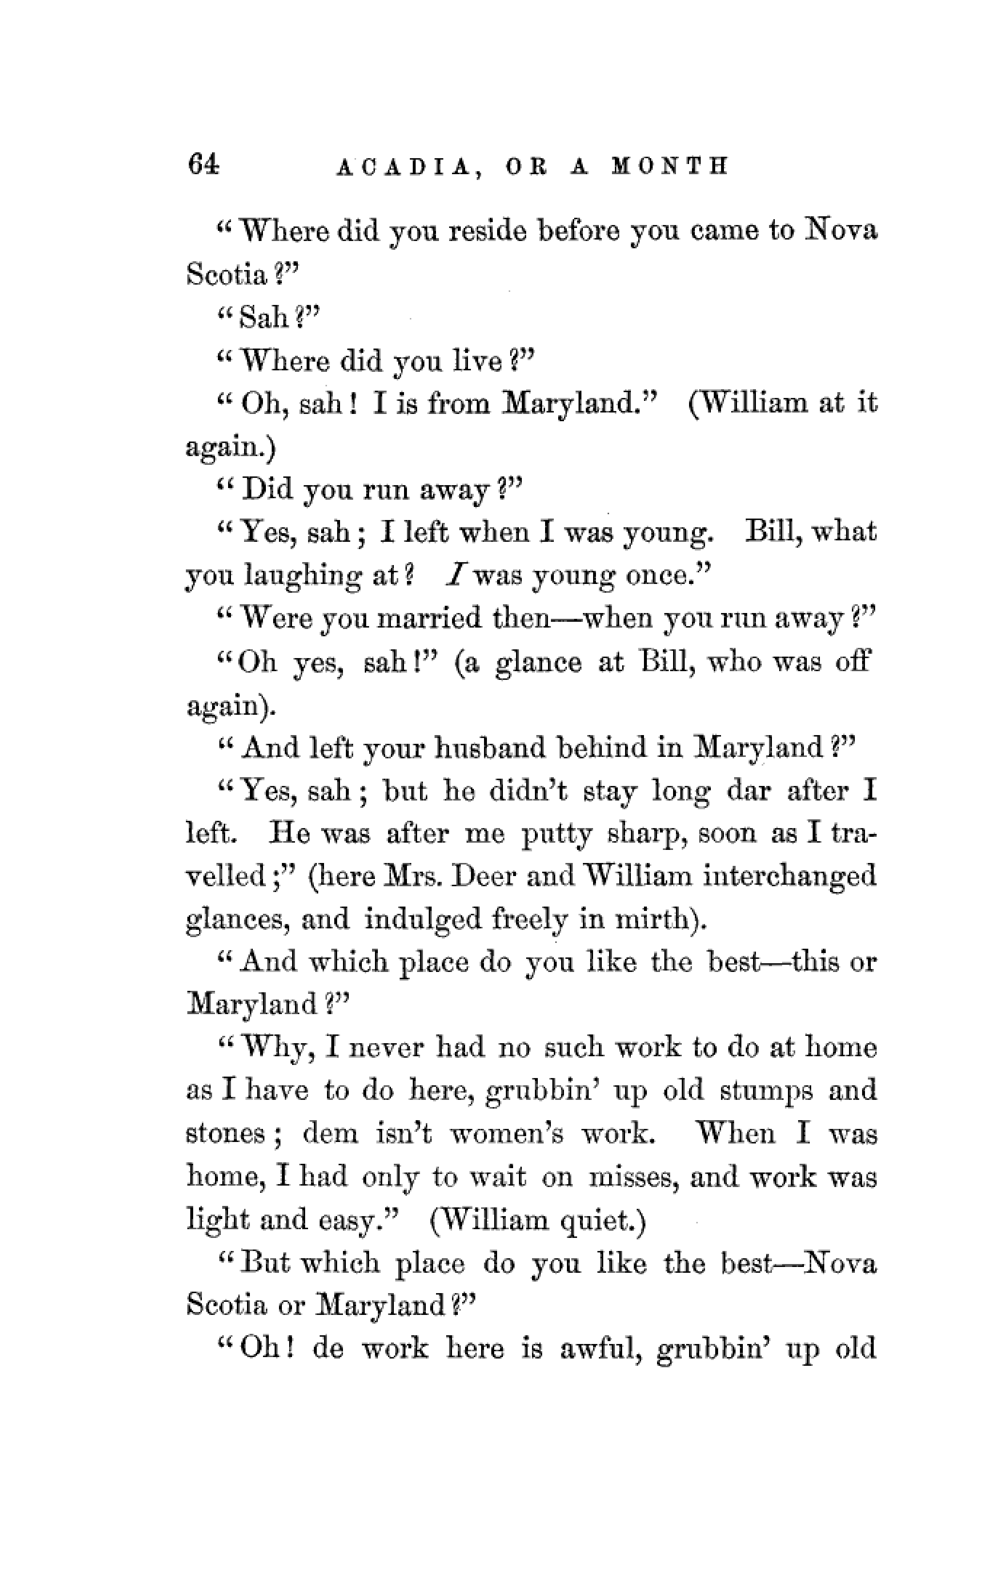 64 ACADIA, OR A MONTH
“Where did you reside before you came to Nova
Scotia?”
“Sah?”
“Where did you live?”
“Oh, sah! I is from Maryland.” (William at it
again.)
“Did you run away?”
“Yes, sah; I left when I was young. Bill, what
you laughing at? I was young once.”
“Were you married then—when you run away?”
“Oh yes, sah!” (a glance at Bill, who was off
again).
“And left your husband behind in Maryland?”
“Yes, sah; but he didn’t stay long dar after I
left. He was after me putty sharp, soon as I tra-
velled;” (here Mrs. Deer and William interchanged
glances, and indulged freely in mirth).
“And which place do you like the best—this or
Maryland?”
“Why, I never had no such work to do at home
as I have to do here, grubbin’ up old stumps and
stones; dem isn’t women’s work. When I was
home, I had only to wait on misses, and work was
light and easy.” (William quiet.)
“But which place do you like the best—Nova
Scotia or Maryland?”
“Oh! de work here is awful, grubbin’ up old